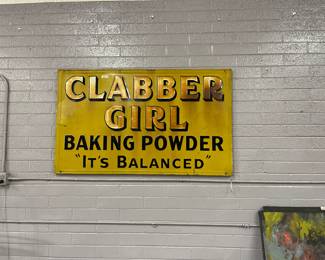 CLABBER
GIRL
BAKING POWDER
"IT'S BALANCED"